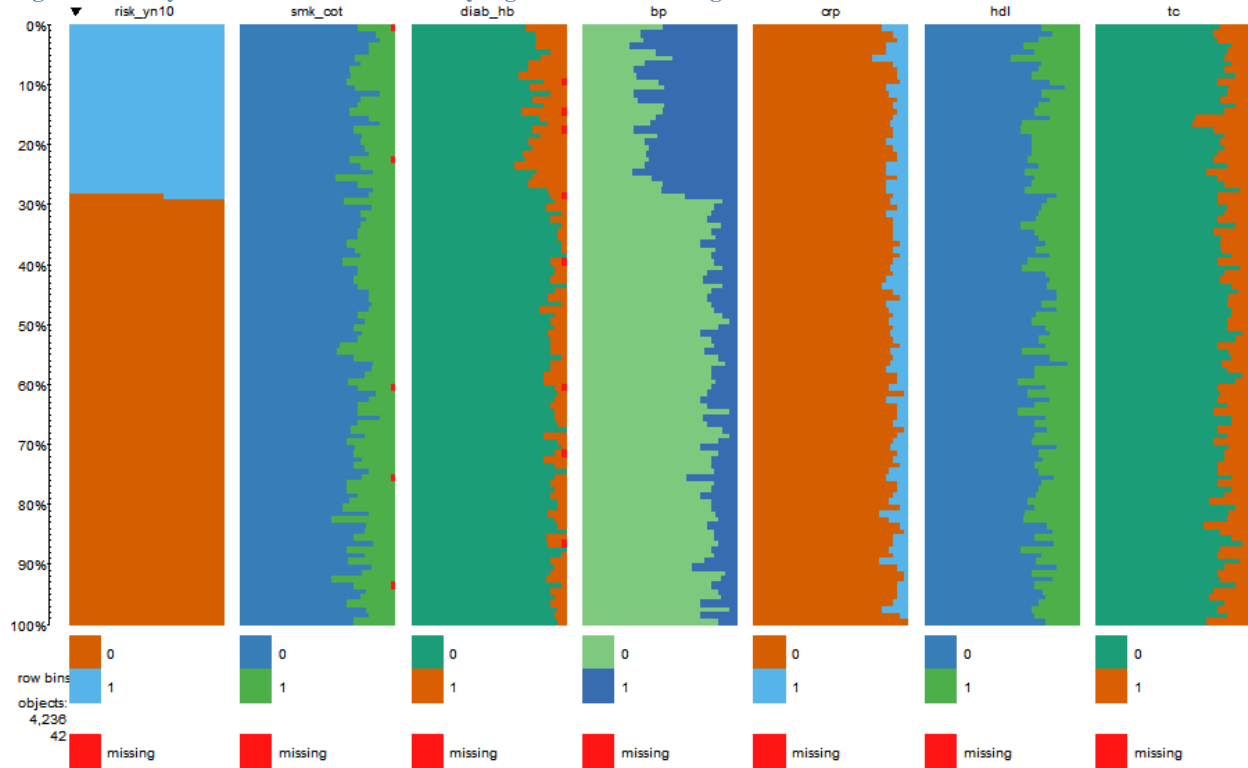 risk_yn10 smk_cot diab_hb bp crp hdl tc
0%
10%
20%
30%
40%
50%
60%
70%
80%
90%
100%
0 0 0 0 0 0 0
row bins
1 1 1 1 1 1 1
objects:
4,236
42
missing missing missing missing missing missing missing